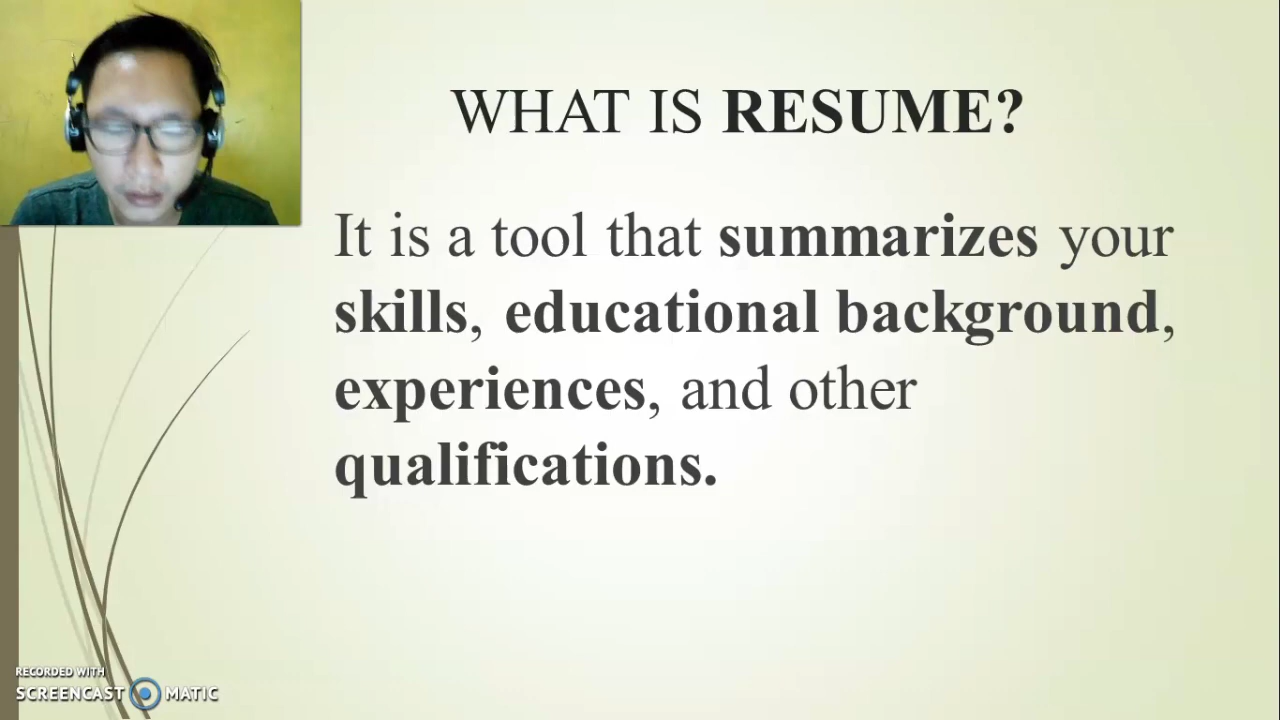 WHAT IS RESUME?
It is a tool that summarizes your
skills, educational background,
experiences, and other
qualifications.
RECORDED WITH
SCREENCAST MATIC